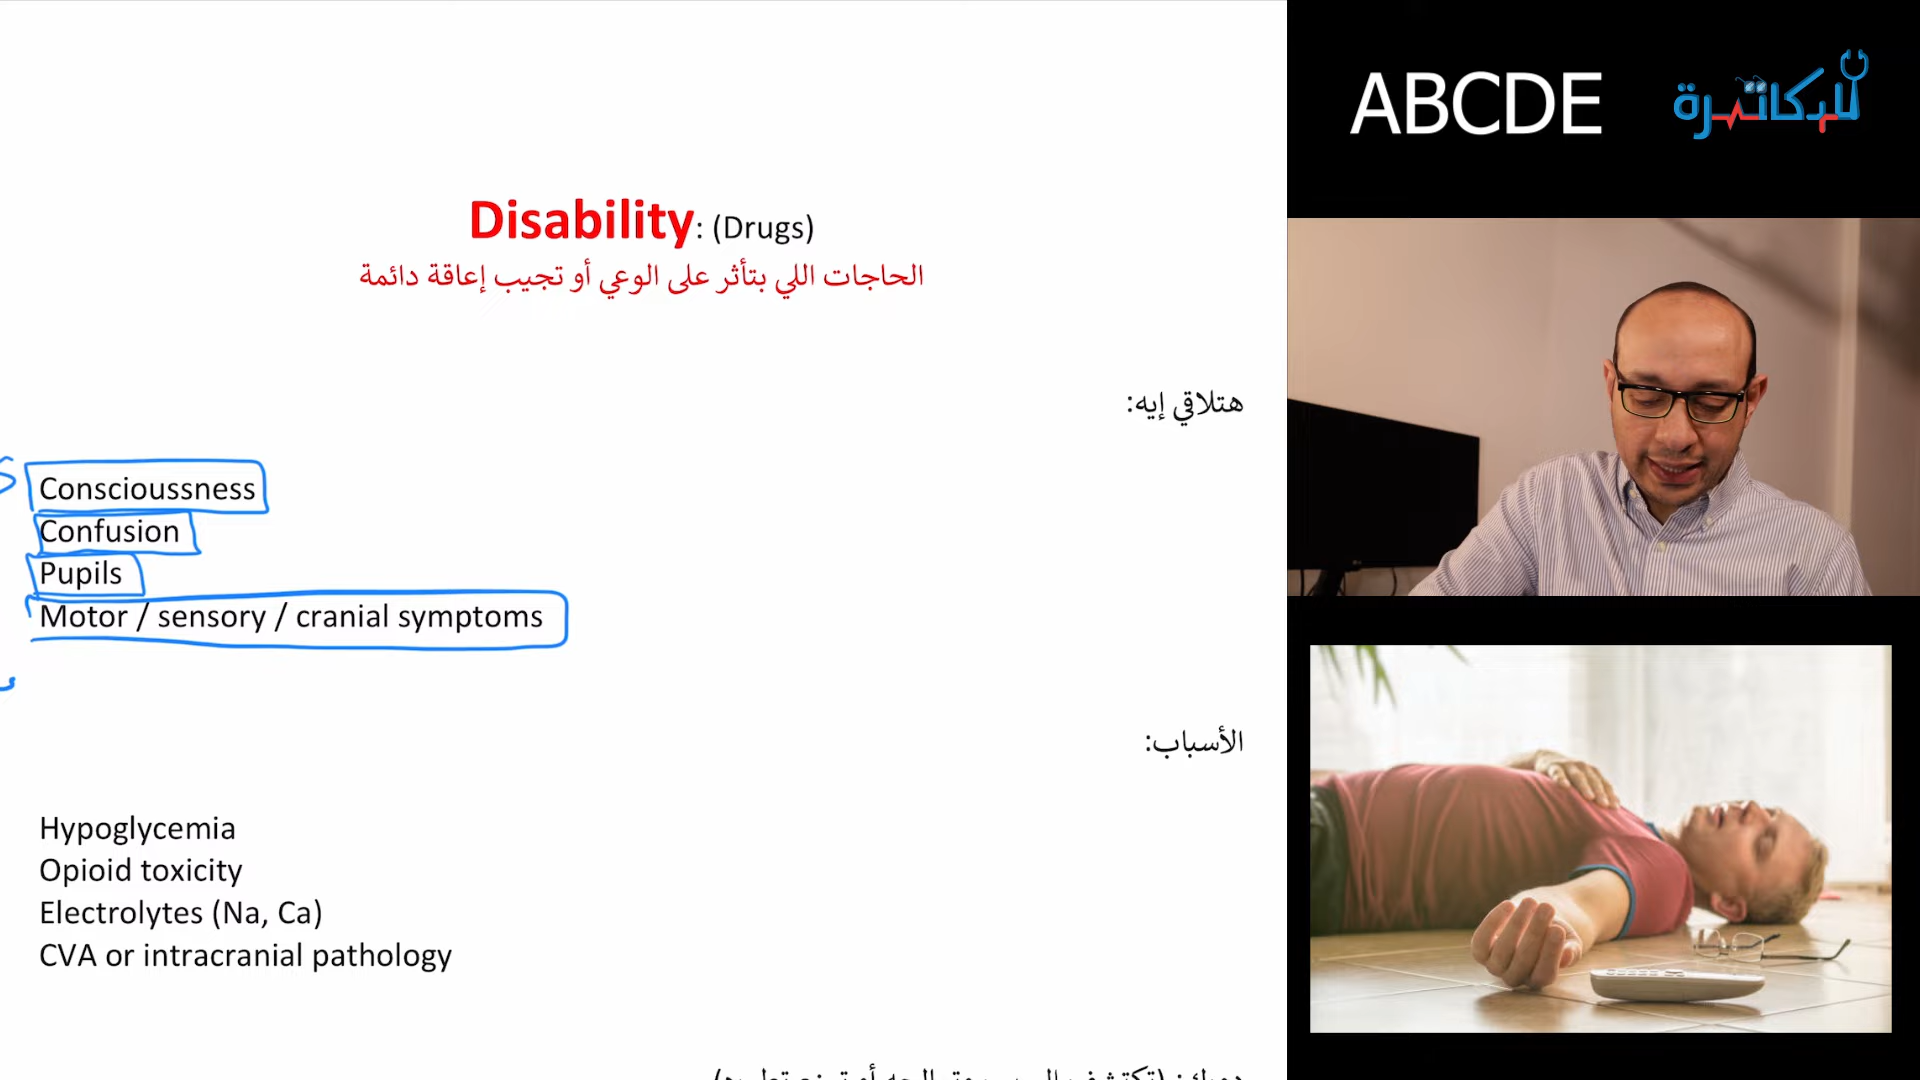 Disability: (Drugs)
الحاجات اللي بتأثر على الوعي أو تجيب إعاقة دائمة
هتلاقي إيه:
Conscioussness
Confusion
Pupils
Motor / sensory / cranial symptoms
الأسباب:
Hypoglycemia
Opioid toxicity
Electrolytes (Na, Ca)
CVA or intracranial pathology
ABCDE
للدكاترة